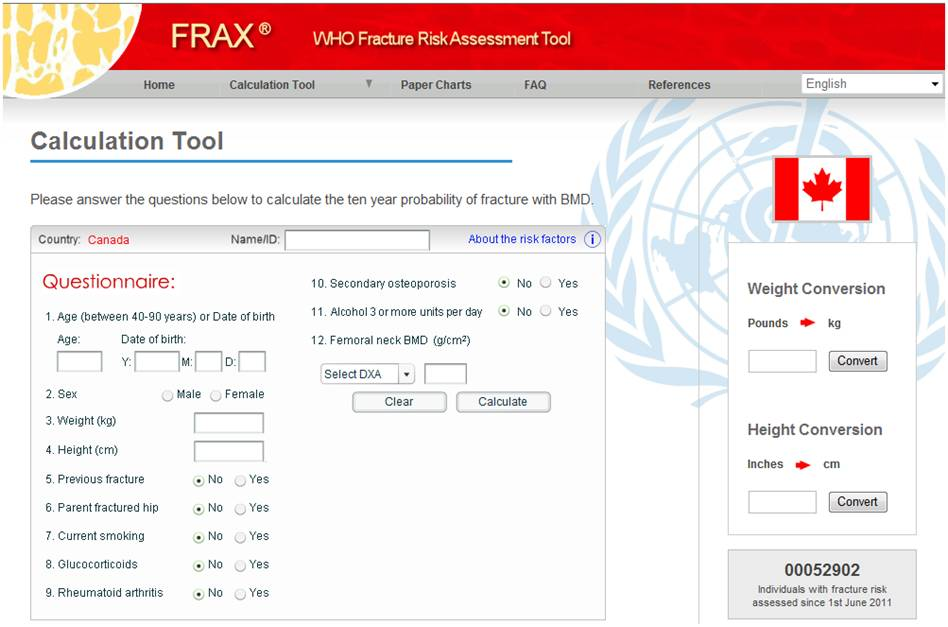 FRAX ® WHO Fracture Risk Assessment Tool
Home Calculation Tool ▼ Paper Charts FAQ References English
Calculation Tool
Please answer the questions below to calculate the ten year probability of fracture with BMD.
Country: Canada Name/ID: About the risk factors i
Questionnaire:
1. Age (between 40-90 years) or Date of birth
Age: Date of birth:
Y: M: D:
2. Sex Male Female
3. Weight (kg)
4. Height (cm)
5. Previous fracture No Yes
6. Parent fractured hip No Yes
7. Current smoking No Yes
8. Glucocorticoids No Yes
9. Rheumatoid arthritis No Yes
10. Secondary osteoporosis No Yes
11. Alcohol 3 or more units per day No Yes
12. Femoral neck BMD (g/cm²)
Select DXA
Clear Calculate
Weight Conversion
Pounds kg
Convert
Height Conversion
Inches cm
Convert
00052902
Individuals with fracture risk
assessed since 1st June 2011